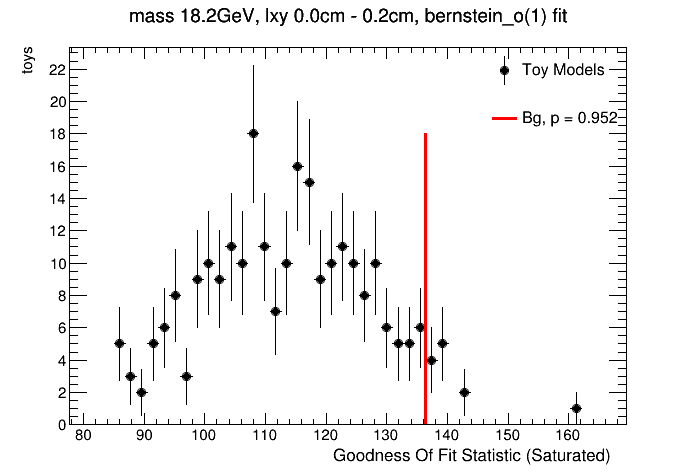 mass 18.2GeV, lxy 0.0cm - 0.2cm, bernstein_o(1) fit
toys
Toy Models
Bg, p = 0.952
22
20
18
16
14
12
10
8
6
4
2
0
80 90 100 110 120 130 140 150 160
Goodness Of Fit Statistic (Saturated)